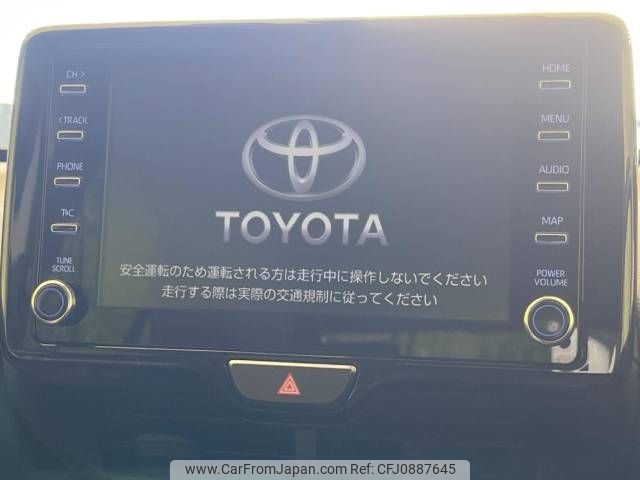 CH >
< TRACK
PHONE
T&C
TUNE
SCROLL
HOME
MENU
AUDIO
MAP
POWER
VOLUME
TOYOTA
安全運転のため運転される方は走行中に操作しないでください
走行する際は実際の交通規制に従ってください
www.CarFromJapan.com REF_NO: CFJ0887645